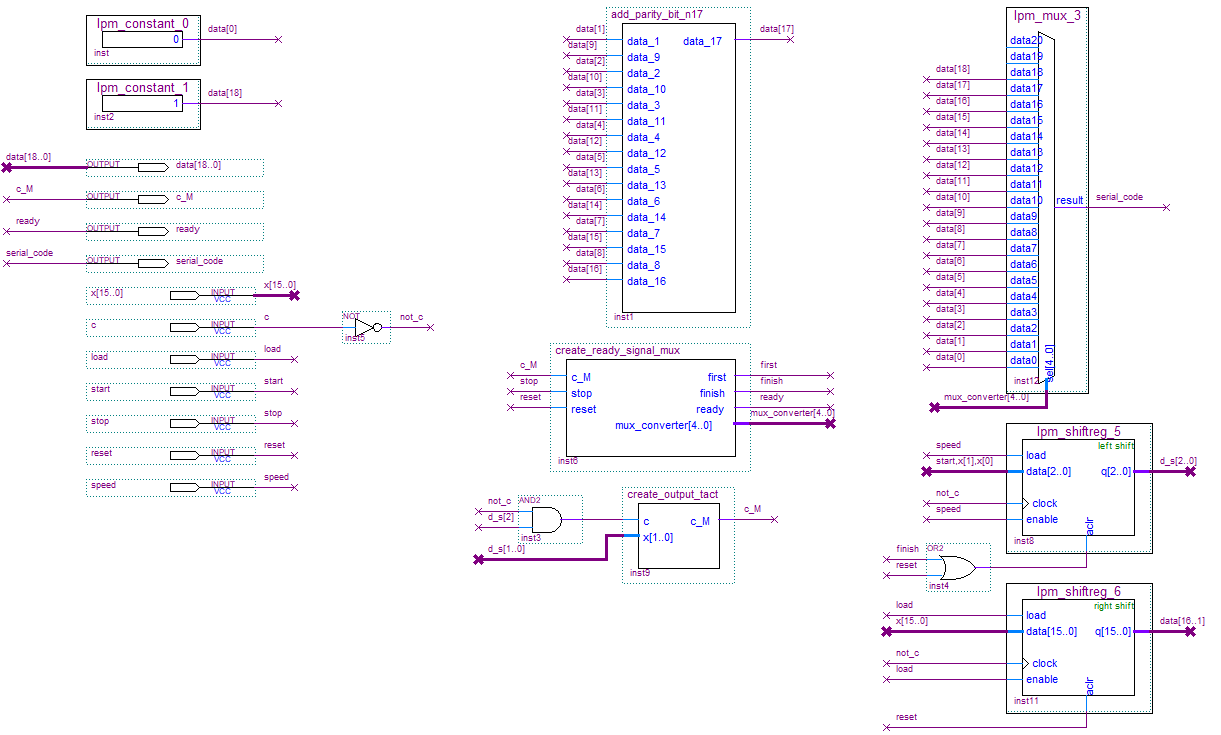 lpm_constant_0
0
inst
data[0]
lpm_constant_1
1
inst2
data[18]
data[18..0]
OUTPUT
data[18..0]
c_M
OUTPUT
c_M
ready
OUTPUT
ready
serial_code
OUTPUT
serial_code
x[15..0]
INPUT
VCC
x[15..0]
c
INPUT
VCC
c
NOT
inst5
not_c
load
INPUT
VCC
load
start
INPUT
VCC
start
stop
INPUT
VCC
stop
reset
INPUT
VCC
reset
speed
INPUT
VCC
speed
add_parity_bit_n17
data[1]
data_1
data_17
data[17]
data[9]
data_9
data[2]
data_2
data[10]
data_10
data[3]
data_3
data[11]
data_11
data[4]
data_4
data[12]
data_12
data[5]
data_5
data[13]
data_13
data[6]
data_6
data[14]
data_14
data[7]
data_7
data[15]
data_15
data[8]
data_8
data[16]
data_16
inst1
create_ready_signal_mux
c_M
c_M
first
first
stop
stop
finish
finish
reset
reset
ready
ready
mux_converter[4..0]
mux_converter[4..0]
inst6
not_c
d_s[2]
AND2
inst3
d_s[1..0]
create_output_tact
c
c_M
x[1..0]
c_M
inst9
lpm_mux_3
data20
data19
data[18]
data18
data[17]
data17
data[16]
data16
data[15]
data15
data[14]
data14
data[13]
data13
data[12]
data12
data[11]
data11
data[10]
data10
result
serial_code
data[9]
data9
data[8]
data8
data[7]
data7
data[6]
data6
data[5]
data5
data[4]
data4
data[3]
data3
data[2]
data2
data[1]
data1
data[0]
data0
sel[4..0]
inst12
mux_converter[4..0]
lpm_shiftreg_5
left shift
speed
load
start,x[1],x[0]
data[2..0]
q[2..0]
d_s[2..0]
not_c
clock
speed
enable
aclr
inst8
finish
reset
OR2
inst4
lpm_shiftreg_6
right shift
load
load
x[15..0]
data[15..0]
q[15..0]
data[16..1]
not_c
clock
load
enable
aclr
inst11
reset